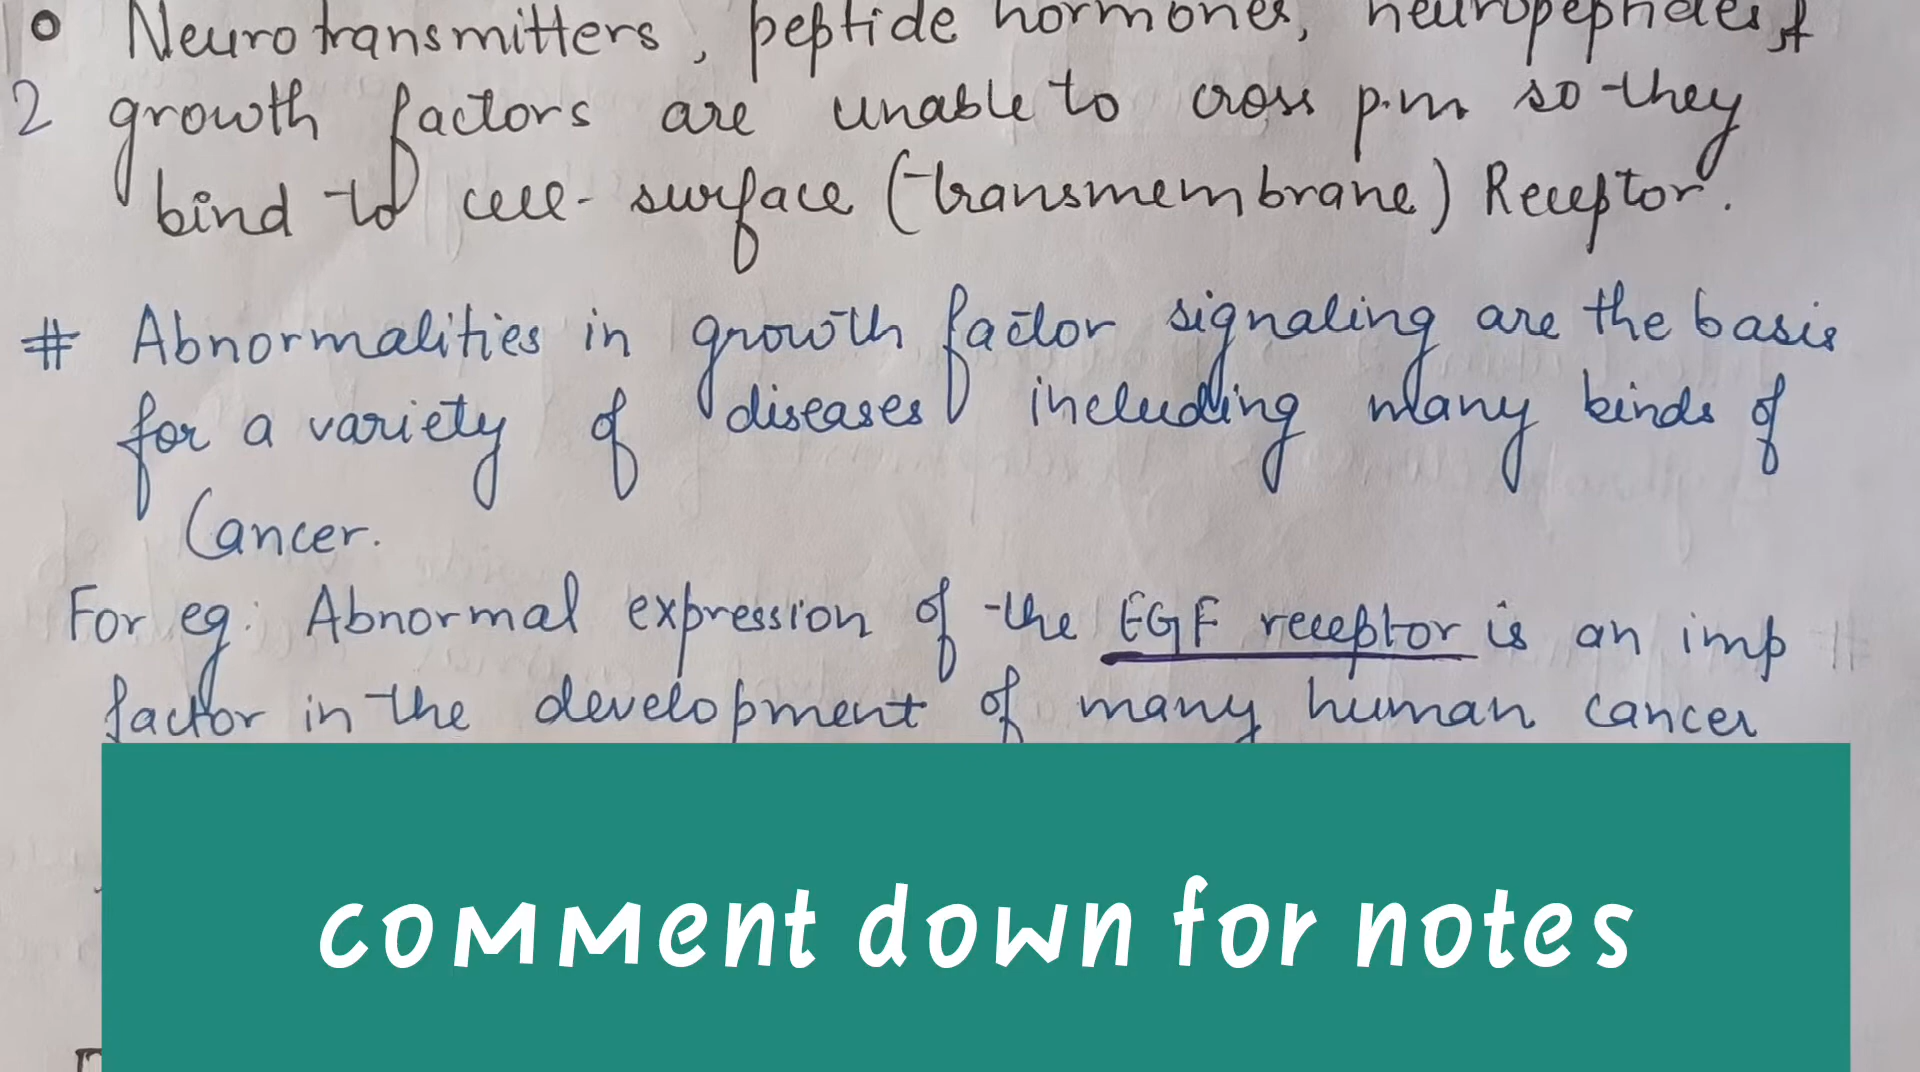 Neurotransmitters, peptide hormones, neuropeptides &
2 growth factors are unable to cross p.m so they
bind to cell-surface (transmembrane) Receptor.
# Abnormalities in growth factor signaling are the basis
for a variety of diseases including many kinds of
Cancer.
For eg: Abnormal expression of the EGF receptor is an imp
factor in the development of many human cancer
comment down for notes